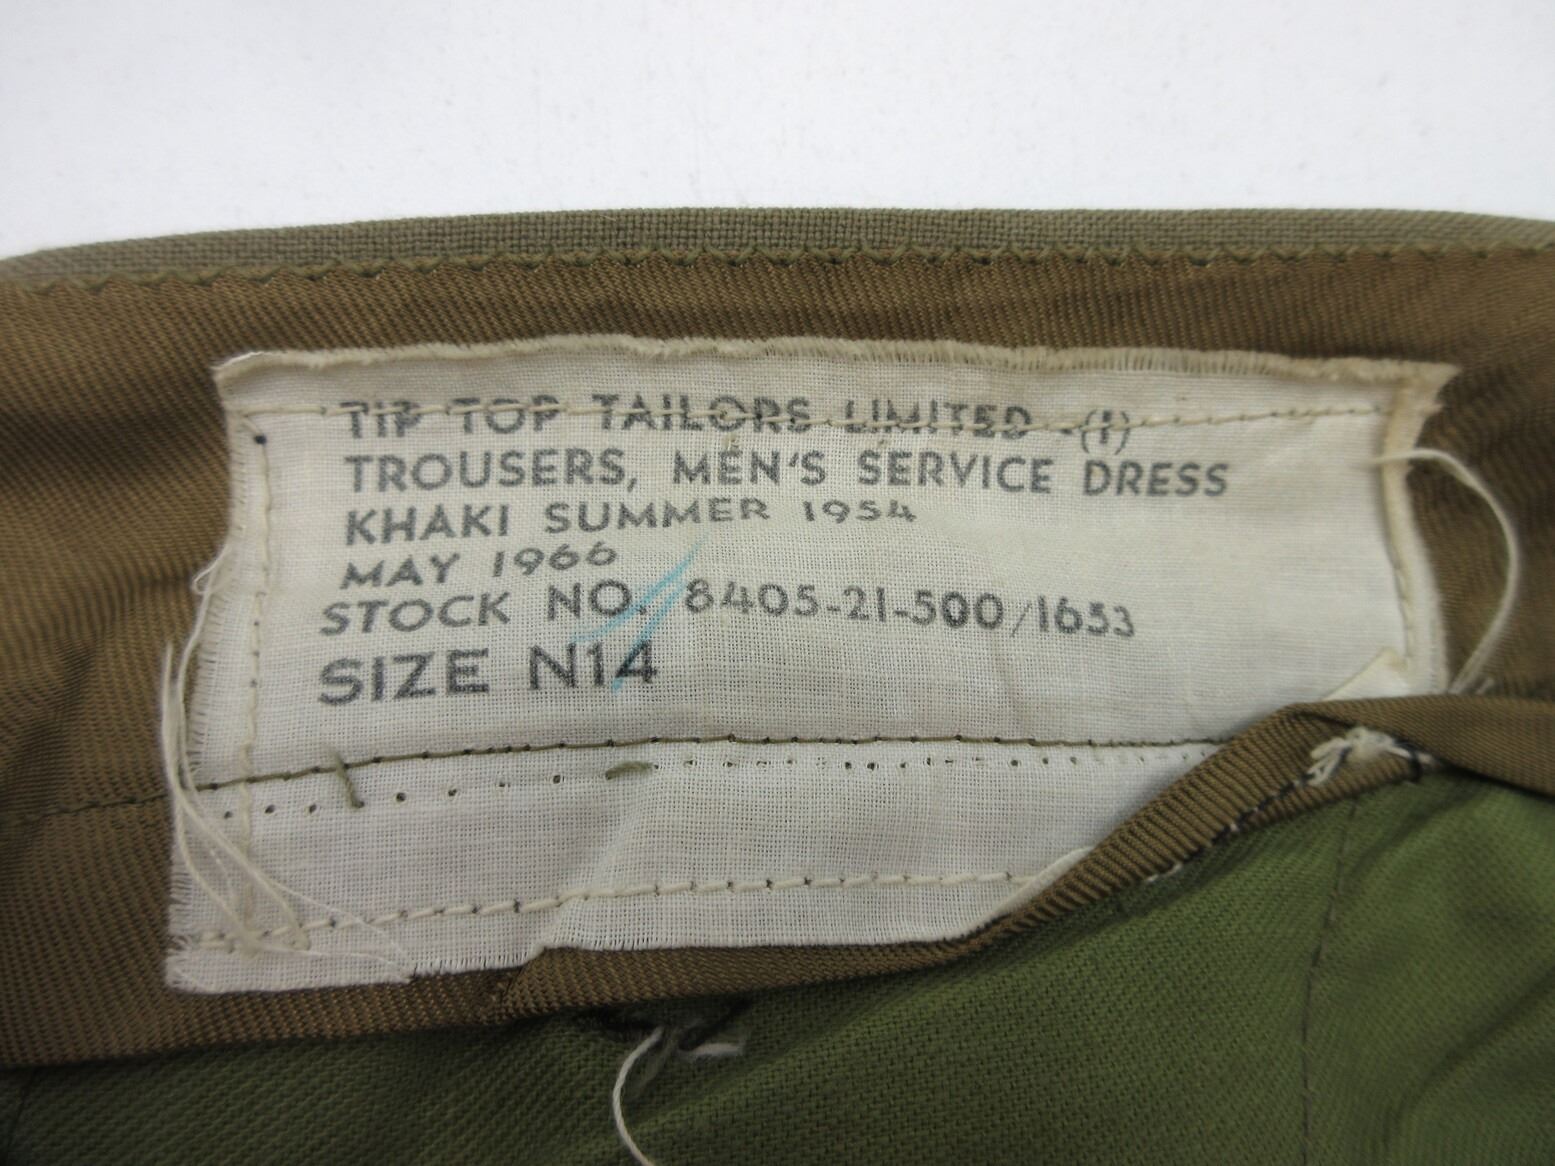 TIP TOP TAILORS LIMITED -(1)
TROUSERS, MEN'S SERVICE DRESS
KHAKI SUMMER 1954
MAY 1966
STOCK NO. 8405-21-500/1653
SIZE N14